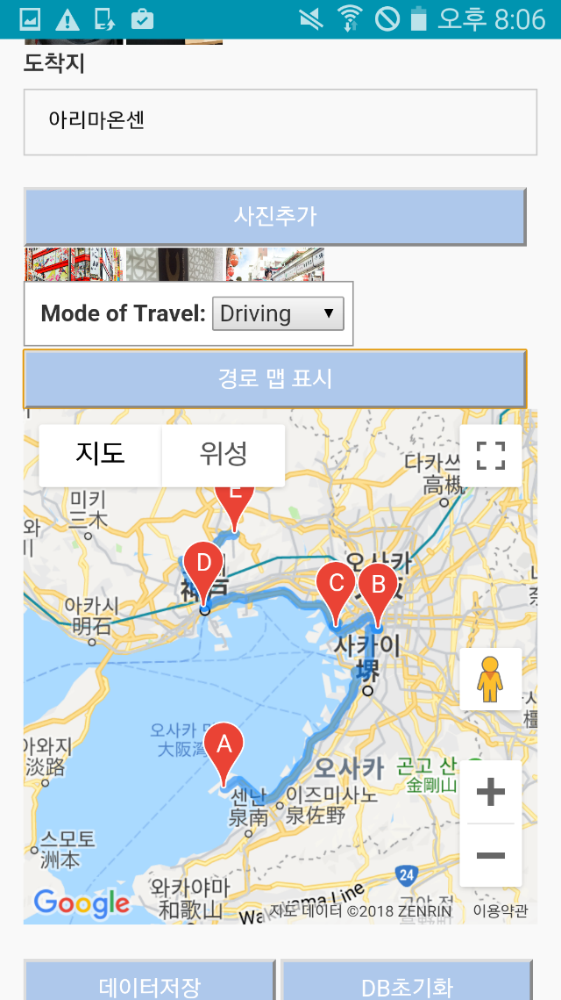 오후 8:06
도착지
아리마온센
사진추가
Mode of Travel: Driving
경로 맵 표시
지도 위성
다카쓰
高槻
미키
三木
E
D
神戸
C
B
오사카
아카시
明石
사카이
堺
A
오사카
大阪湾
아와지
淡路
오사카
곤고 산
金剛山
센난
泉南
이즈미사노
泉佐野
스모토
洲本
와카야마
和歌山
24
Wakayama Line
Google
지도 데이터 ©2018 ZENRIN 이용약관
데이터저장 DB초기화